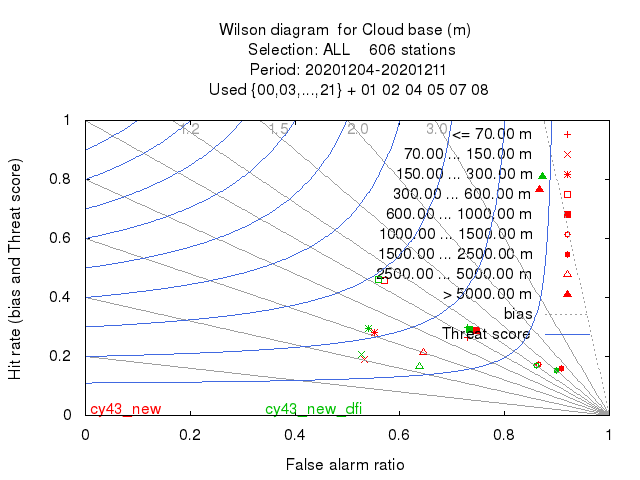 Wilson diagram  for Cloud base (m)
Selection: ALL    606 stations
Period: 20201204-20201211
Used {00,03,...,21} + 01 02 04 05 07 08
1
0.8
0.6
0.4
0.2
0
1.2
1.5
2.0
3.0
<= 70.00 m
70.00 ... 150.00 m
150.00 ... 300.00 m
300.00 ... 600.00 m
600.00 ... 1000.00 m
1000.00 ... 1500.00 m
1500.00 ... 2500.00 m
2500.00 ... 5000.00 m
> 5000.00 m
bias
Threat score
cy43_new
cy43_new_dfi
0 0.2 0.4 0.6 0.8 1
False alarm ratio
Hit rate (bias and Threat score)